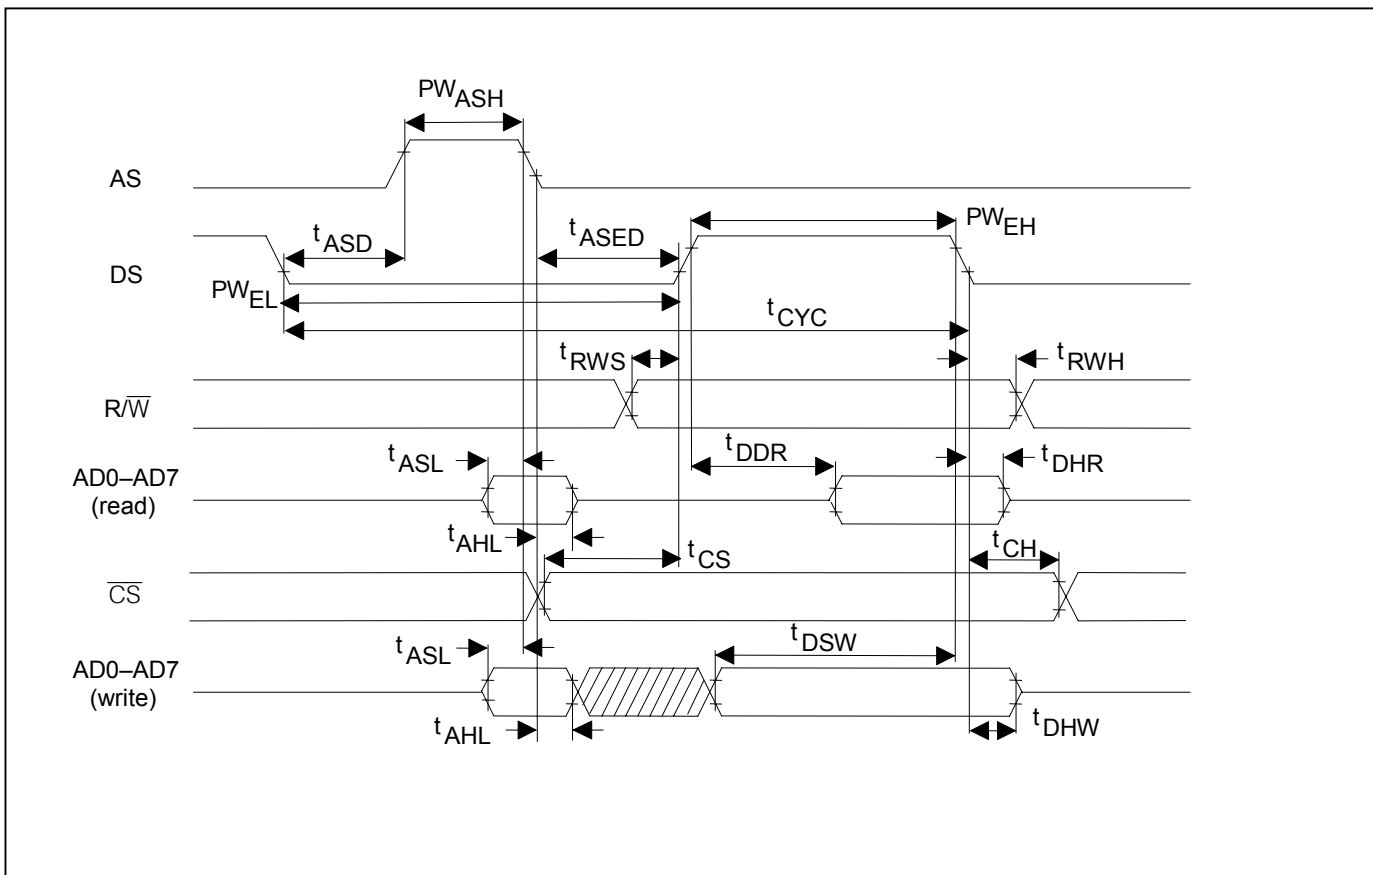 PWASH
AS
PWEH
tASD
tASED
DS
PWEL
tCYC
tRWS
tRWH
R/W̅
tASL
tDDR
tDHR
AD0–AD7
(read)
tAHL
tCS
tCH
C̅S̅
tASL
tDSW
AD0–AD7
(write)
tAHL
tDHW